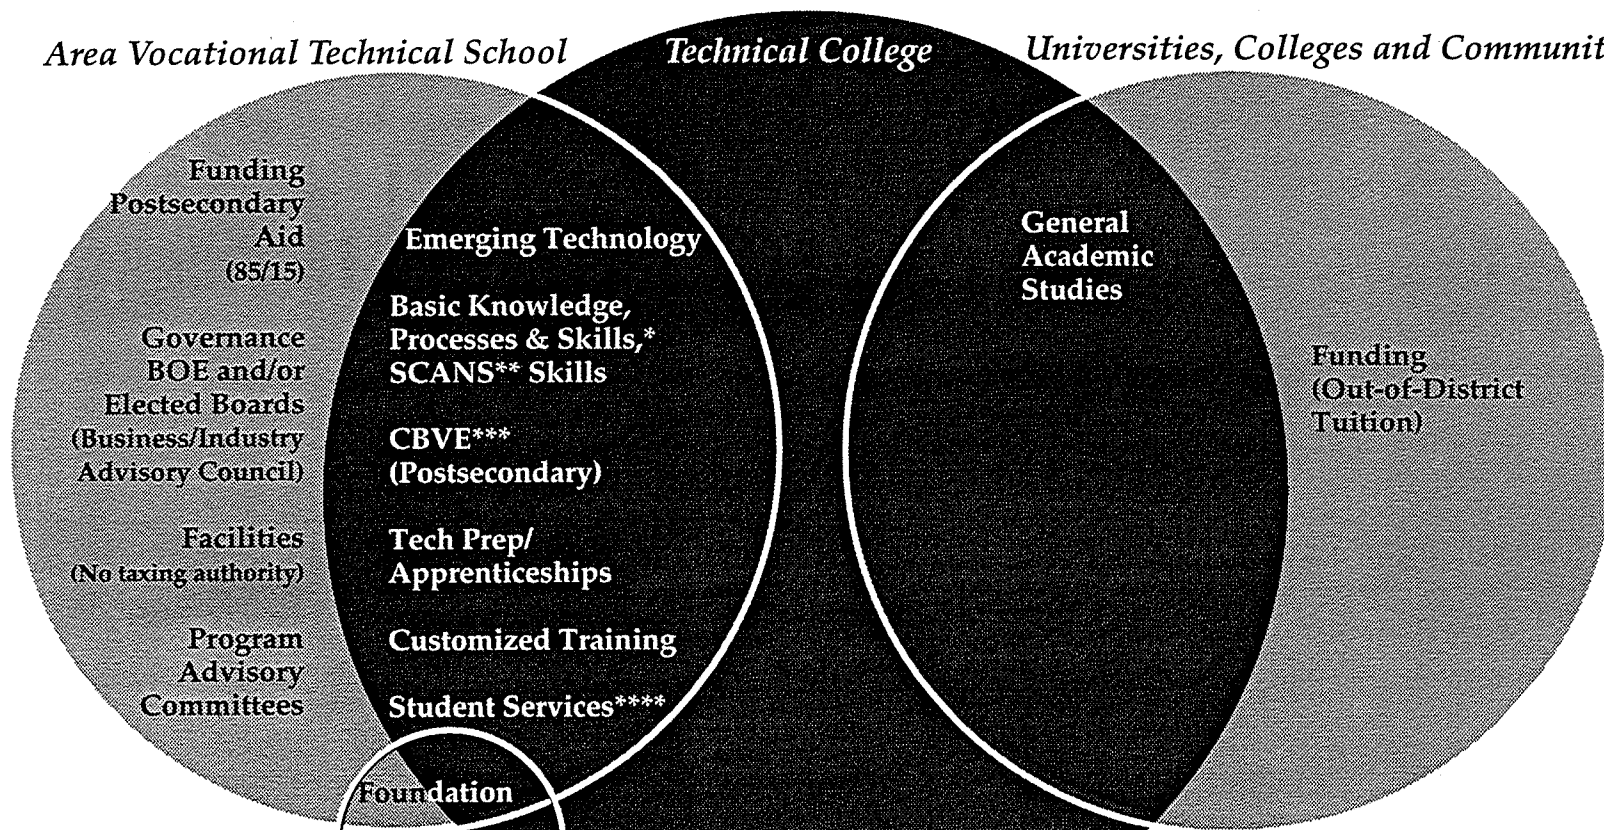 Area Vocational Technical School
Technical College
Universities, Colleges and Communit
Funding
Postsecondary
Aid
(85/15)
Governance
BOE and/or
Elected Boards
(Business/Industry
Advisory Council)
Facilities
(No taxing authority)
Program
Advisory
Committees
Emerging Technology
Basic Knowledge,
Processes & Skills,*
SCANS** Skills
CBVE***
(Postsecondary)
Tech Prep/
Apprenticeships
Customized Training
Student Services****
Foundation
General
Academic
Studies
Funding
(Out-of-District
Tuition)